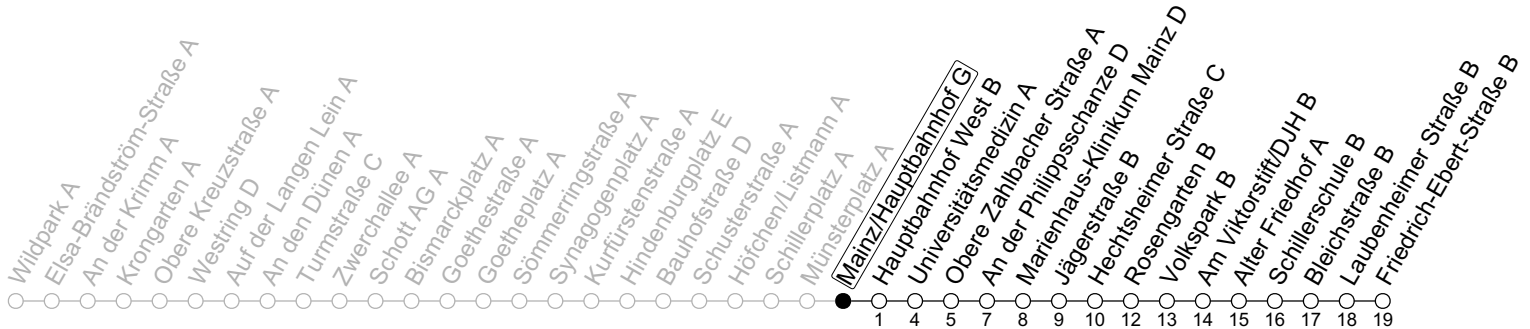 Wildpark A
Elsa-Brändström-Straße A
An der Krimm A
Krongarten A
Obere Kreuzstraße A
Westring D
Auf der Langen Lein A
An den Dünen A
Turmstraße C
Zwerchallee A
Schott AG A
Bismarckplatz A
Goethestraße A
Goetheplatz A
Sömmerringstraße A
Synagogenplatz A
Kurfürstenstraße A
Hindenburgplatz E
Bauhofstraße D
Schusterstraße A
Höfchen/Listmann A
Schillerplatz A
Münsterplatz A
Mainz/Hauptbahnhof G
Hauptbahnhof West B
Universitätsmedizin A
Obere Zahlbacher Straße A
An der Philippsschanze D
Marienhaus-Klinikum Mainz D
Jägerstraße B
Hechtsheimer Straße C
Rosengarten B
Volkspark B
Am Viktorstift/DJH B
Alter Friedhof A
Schillerschule B
Bleichstraße B
Laubenheimer Straße B
Friedrich-Ebert-Straße B
1 4 5 7 8 9 10 12 13 14 15 16 17 18 19